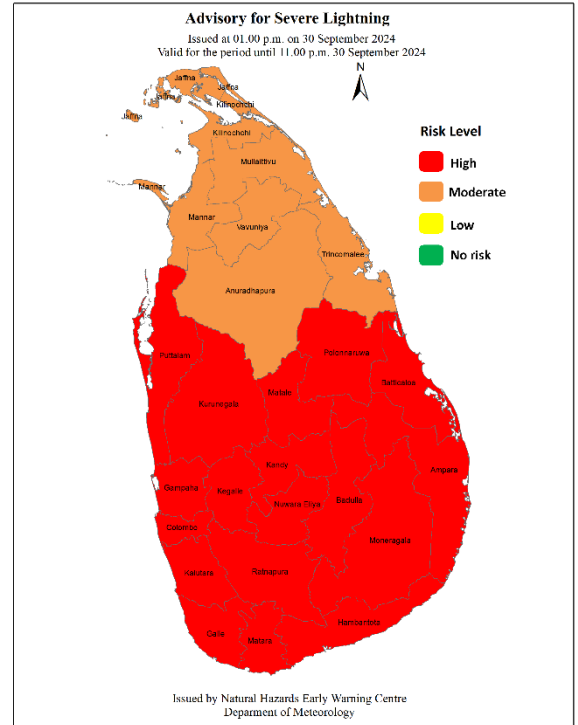 Advisory for Severe Lightning
Issued at 01.00 p.m. on 30 September 2024
Valid for the period until 11.00 p.m. 30 September 2024
N
Jaffna
Jaffna
Jaffna
Jaffna
Kilinochchi
Kilinochchi
Mullaittivu
Mannar
Mannar
Vavuniya
Trincomalee
Anuradhapura
Risk Level
High
Moderate
Low
No risk
Puttalam
Polonnaruwa
Batticaloa
Kurunegala
Matale
Kandy
Ampara
Gampaha
Kegalle
Nuwara Eliya
Badulla
Colombo
Monaragala
Kalutara
Ratnapura
Galle
Matara
Hambantota
Issued by Natural Hazards Early Warning Centre
Deparment of Meteorology